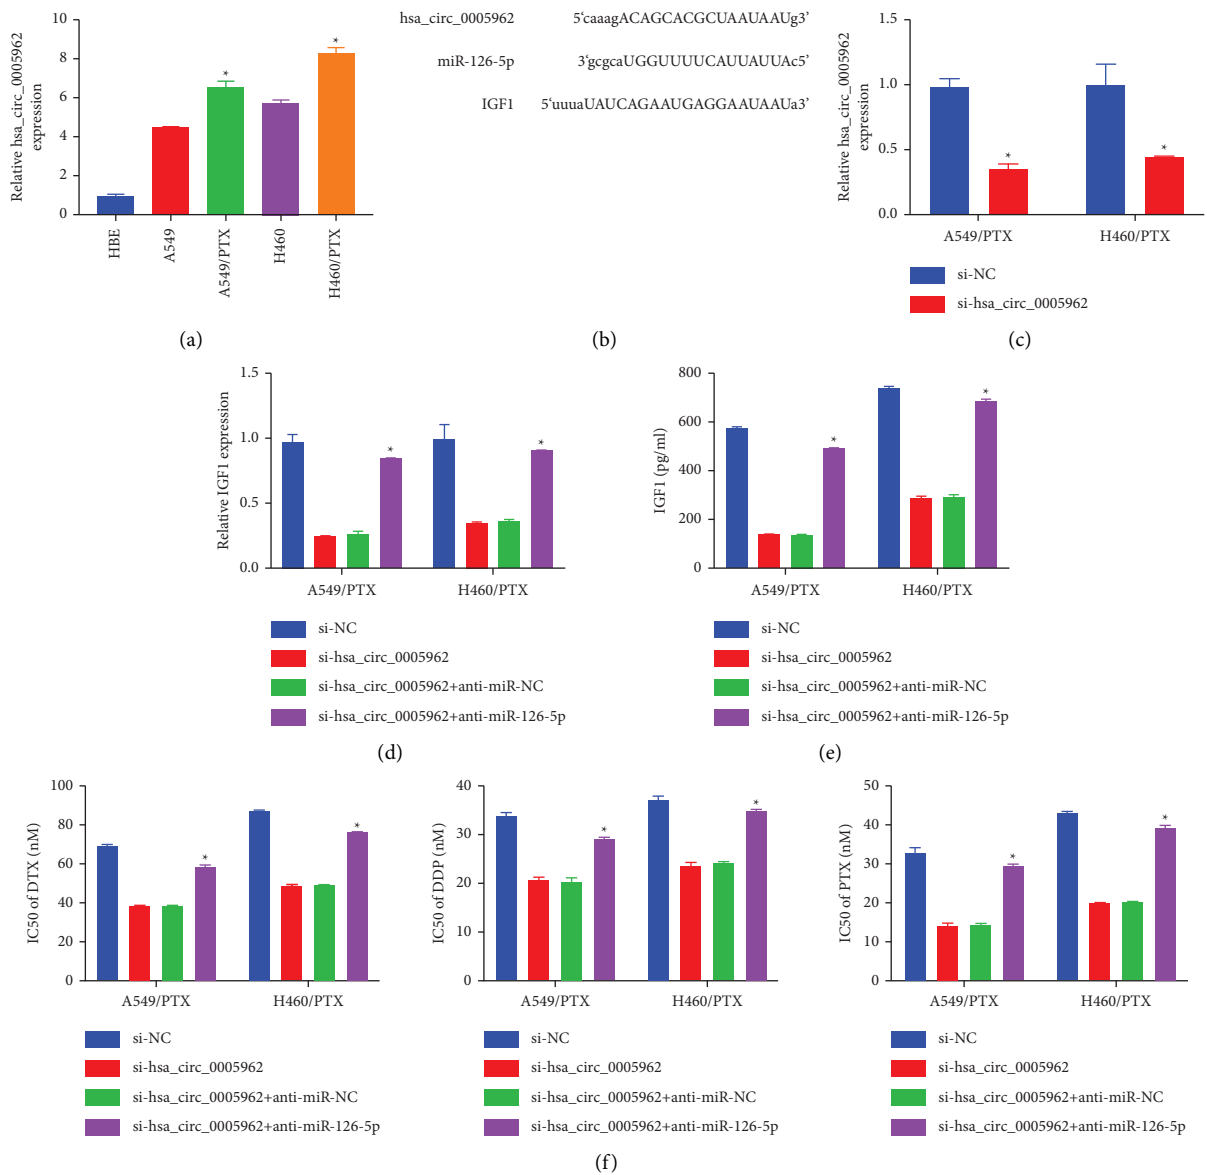 Relative hsa_circ_0005962
expression
10
8
6
4
2
0
*
*
HBE
A549
A549/PTX
H460
H460/PTX
(a)
hsa_circ_0005962 5‘caaagACAGCACGCUAAUAAUg3’
miR-126-5p 3‘gcgcaUGGUUUUCAUUAUUAc5’
IGF1 5‘uuuaUAUCAGAAUGAGGAAUAAUa3’
(b)
Relative hsa_circ_0005962
expression
1.5
1.0
0.5
0.0
*
*
A549/PTX H460/PTX
si-NC
si-hsa_circ_0005962
(c)
Relative IGF1 expression
1.5
1.0
0.5
0.0
*
*
A549/PTX H460/PTX
si-NC
si-hsa_circ_0005962
si-hsa_circ_0005962+anti-miR-NC
si-hsa_circ_0005962+anti-miR-126-5p
(d)
IGF1 (pg/ml)
800
600
400
200
0
*
*
A549/PTX H460/PTX
si-NC
si-hsa_circ_0005962
si-hsa_circ_0005962+anti-miR-NC
si-hsa_circ_0005962+anti-miR-126-5p
(e)
IC50 of DTX (nM)
100
80
60
40
20
0
*
*
A549/PTX H460/PTX
si-NC
si-hsa_circ_0005962
si-hsa_circ_0005962+anti-miR-NC
si-hsa_circ_0005962+anti-miR-126-5p
IC50 of DDP (nM)
40
30
20
10
0
*
*
A549/PTX H460/PTX
si-NC
si-hsa_circ_0005962
si-hsa_circ_0005962+anti-miR-NC
si-hsa_circ_0005962+anti-miR-126-5p
IC50 of PTX (nM)
50
40
30
20
10
0
*
*
A549/PTX H460/PTX
si-NC
si-hsa_circ_0005962
si-hsa_circ_0005962+anti-miR-NC
si-hsa_circ_0005962+anti-miR-126-5p
(f)